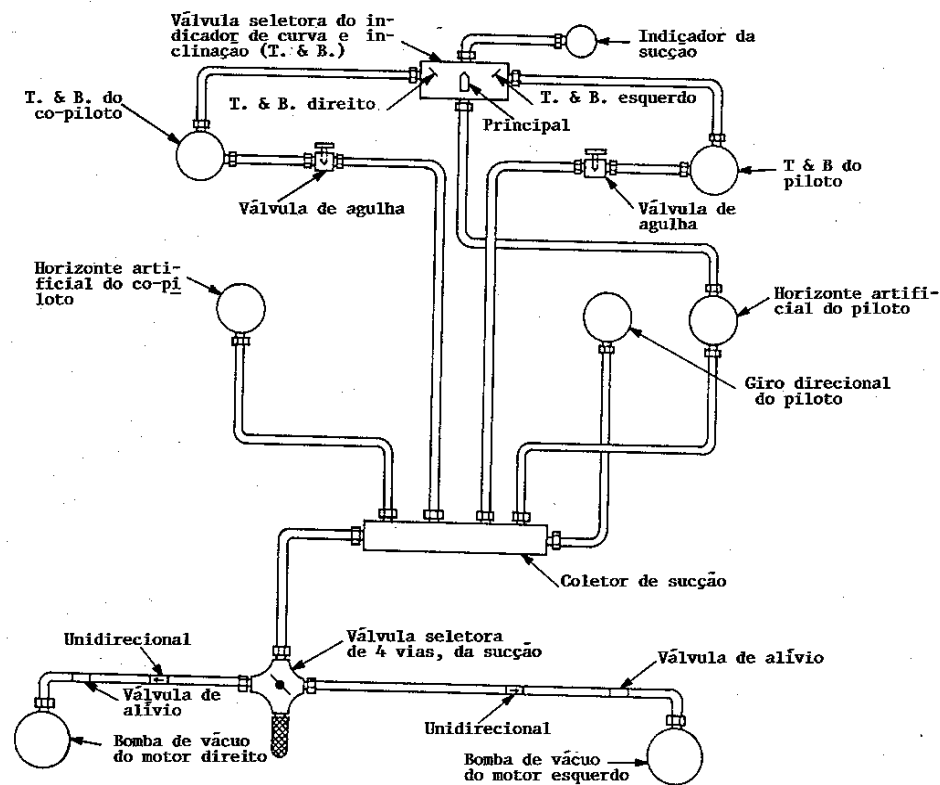 Válvula seletora do in-
dicador de curva e in-
clinação (T. & B.)
Indicador da
sucção
T. & B. do
co-piloto
T. & B. direito
T. & B. esquerdo
Principal
T & B do
piloto
Válvula de agulha
Válvula de
agulha
Horizonte arti-
ficial do co-pi
loto
Horizonte artifi-
cial do piloto
Giro direcional
do piloto
Coletor de sucção
Unidirecional
Válvula seletora
de 4 vias, da sucção
Válvula de alívio
Válvula de
alívio
Unidirecional
Bomba de vácuo
do motor direito
Bomba de vácuo
do motor esquerdo